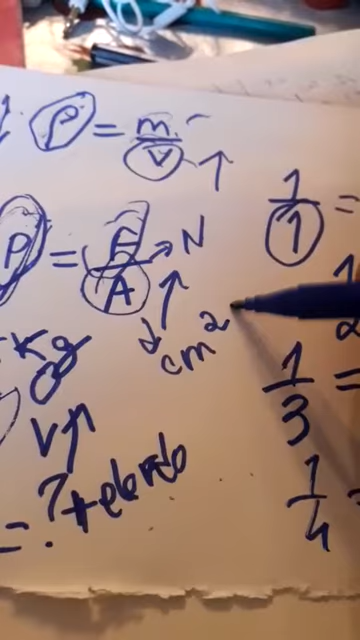 ρ = m / V ↑
P = F / A → N
↑ cm²
Kg
V↑
= ?
1/1 =
1/2
1/3 =
1/4